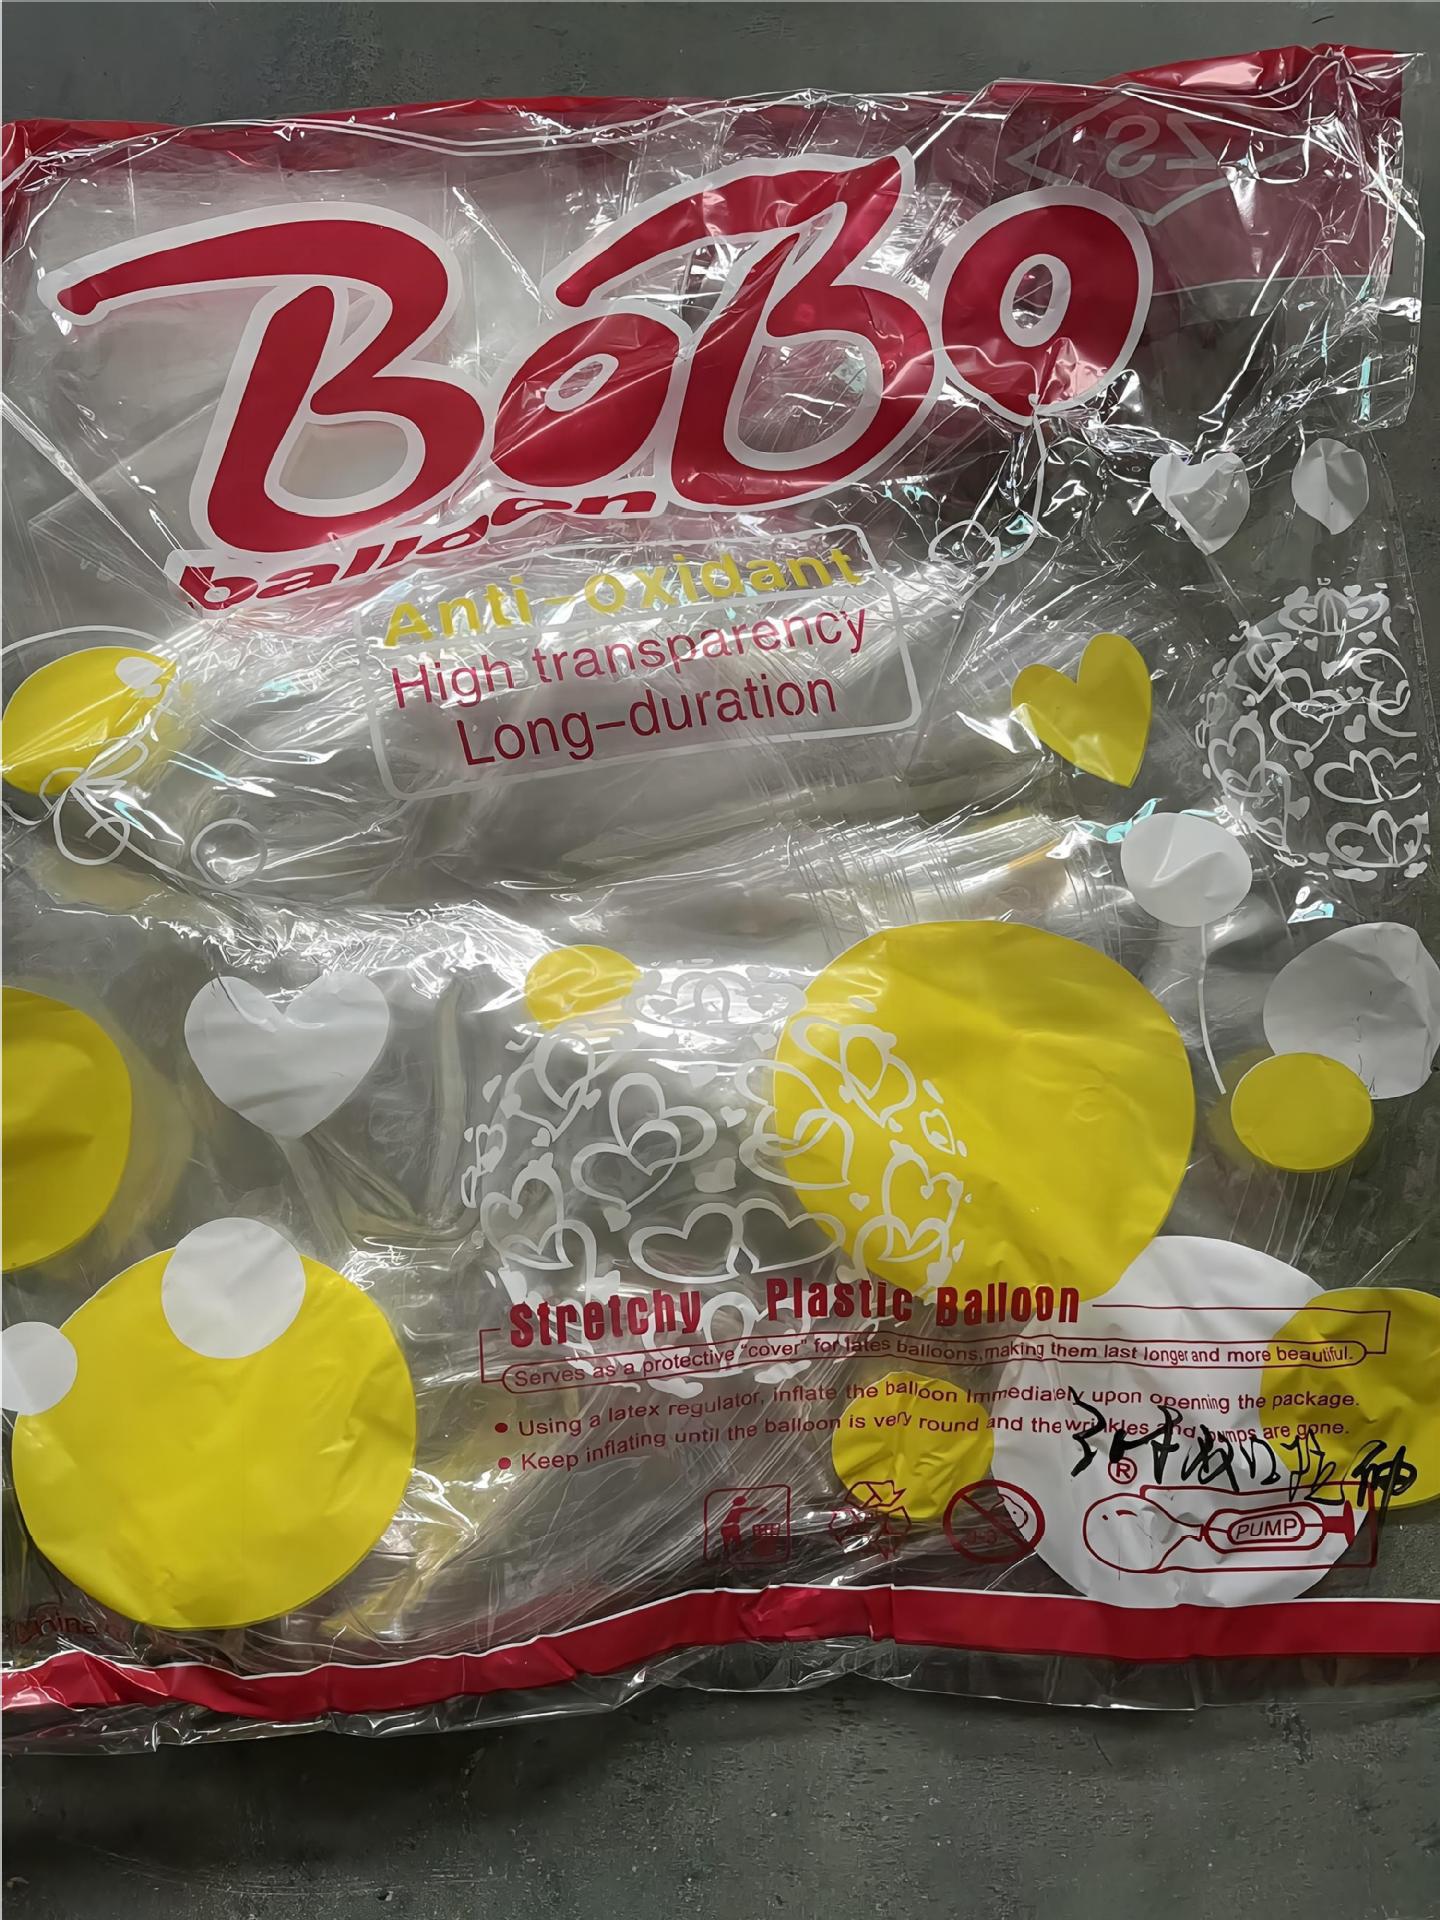 BoBo
balloon
Anti-oxidant
High transparency
Long-duration
Stretchy Plastic Balloon
Serves as a protective "cover" for lates balloons,making them last longer and more beautiful.
● Using a latex regulator, inflate the balloon Immediately upon openning the package.
● Keep inflating until the balloon is very round and the wrinkles and pumps are gone.
®
PUMP
China